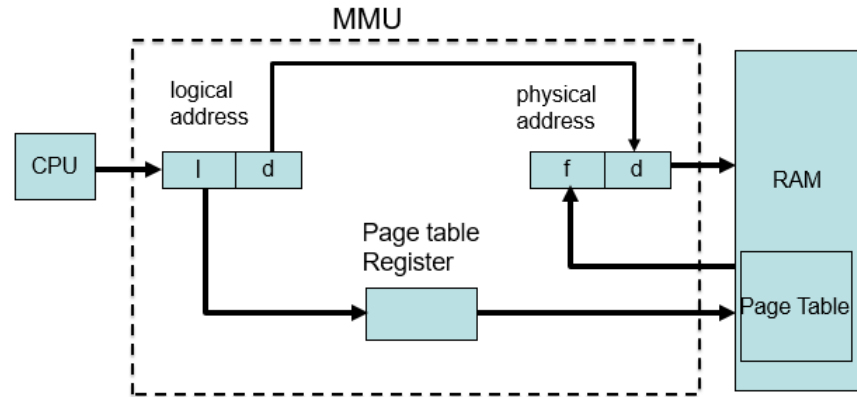 MMU
logical
address
physical
address
CPU
l
d
f
d
RAM
Page table
Register
Page Table